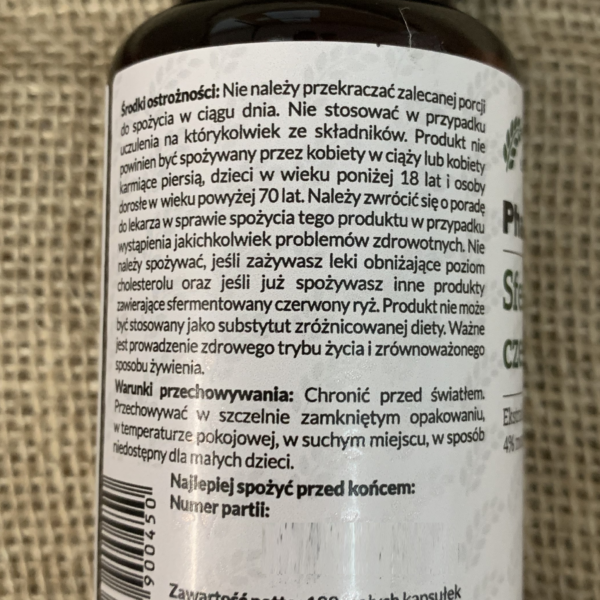 Środki ostrożności: Nie należy przekraczać zalecanej porcji
do spożycia w ciągu dnia. Nie stosować w przypadku
uczulenia na którykolwiek ze składników. Produkt nie
powinien być spożywany przez kobiety w ciąży lub kobiety
karmiące piersią, dzieci w wieku poniżej 18 lat i osoby
dorosłe w wieku powyżej 70 lat. Należy zwrócić się o poradę
do lekarza w sprawie spożycia tego produktu w przypadku
wystąpienia jakichkolwiek problemów zdrowotnych. Nie
należy spożywać, jeśli zażywasz leki obniżające poziom
cholesterolu oraz jeśli już spożywasz inne produkty
zawierające sfermentowany czerwony ryż. Produkt nie może
być stosowany jako substytut zróżnicowanej diety. Ważne
jest prowadzenie zdrowego trybu życia i zrównoważonego
sposobu żywienia.
Warunki przechowywania: Chronić przed światłem.
Przechowywać w szczelnie zamkniętym opakowaniu,
w temperaturze pokojowej, w suchym miejscu, w sposób
niedostępny dla małych dzieci.
Najlepiej spożyć przed końcem:
Numer partii:
900450
Zawartość netto
kapsułek
4%